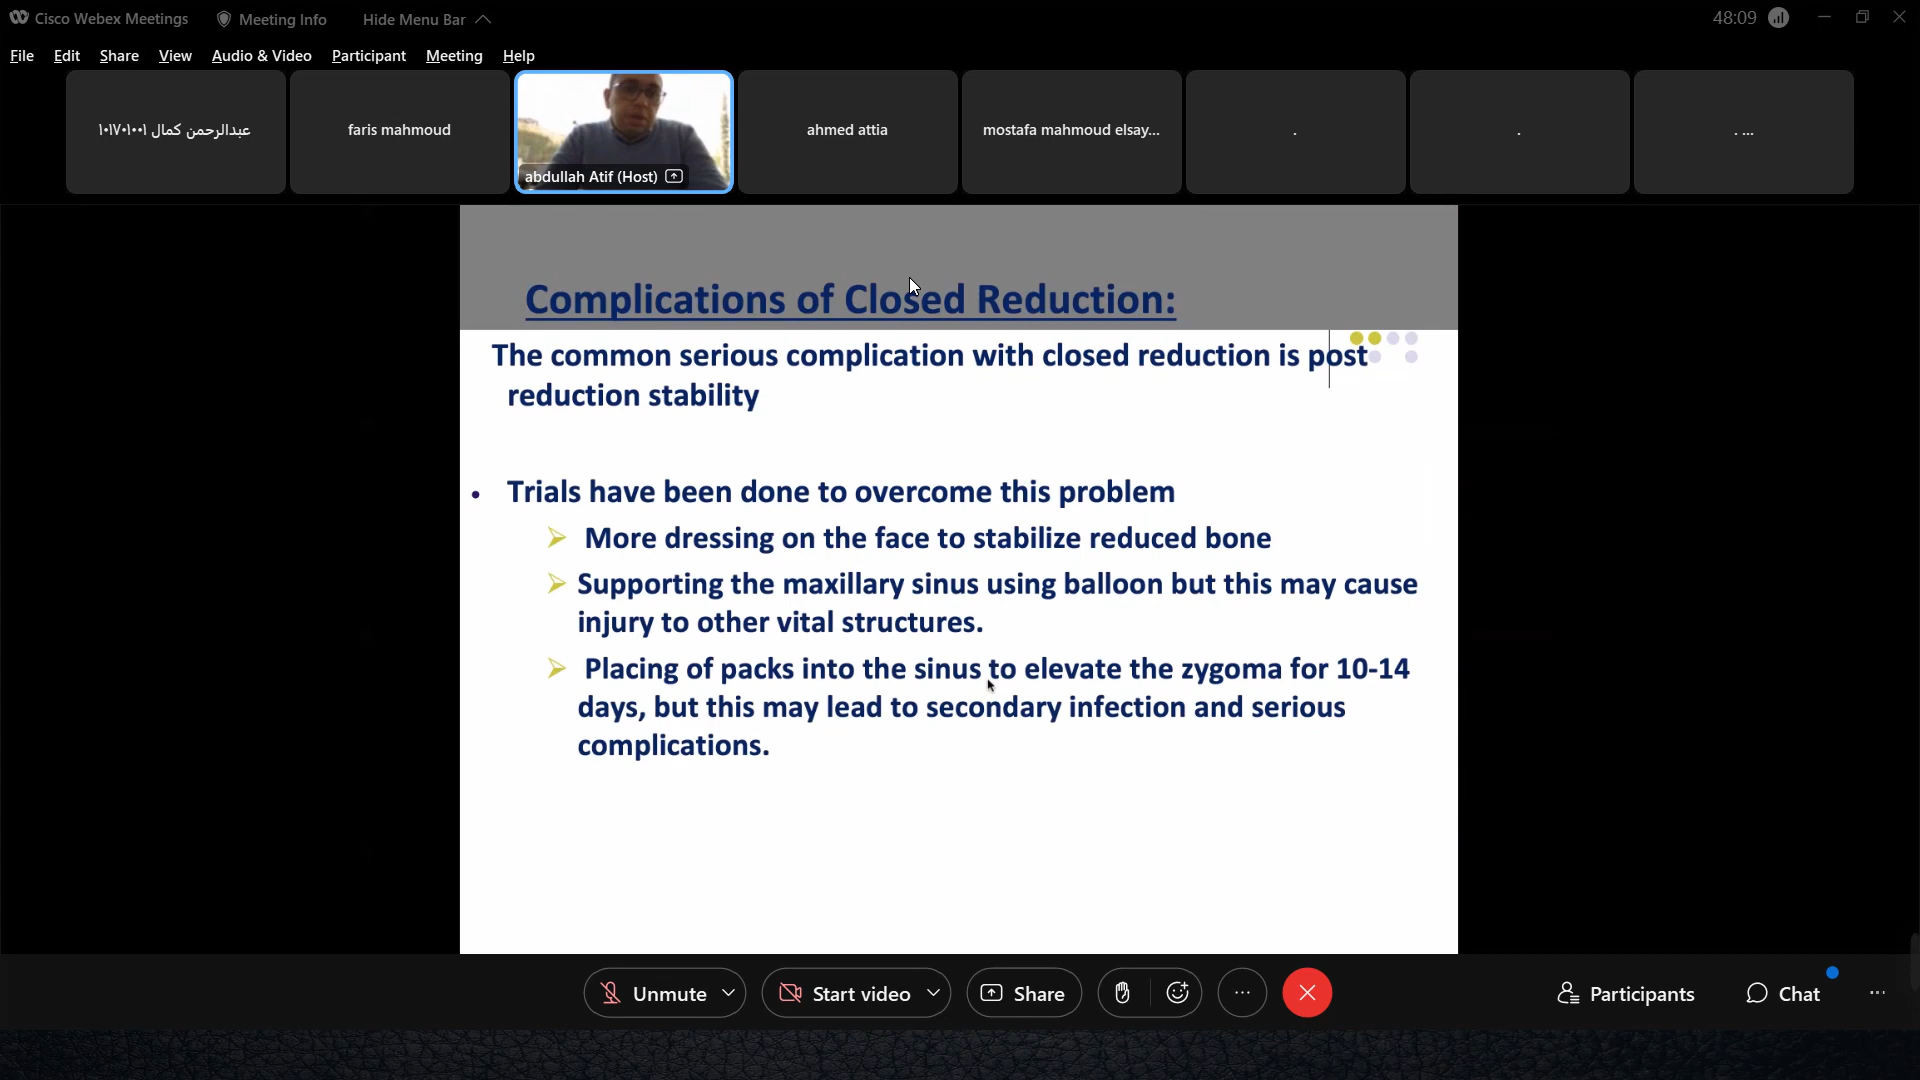 Cisco Webex Meetings Meeting Info Hide Menu Bar 48:09
File Edit Share View Audio & Video Participant Meeting Help
عبدالرحمن كمال ١٠١٧٠١٠٠١
faris mahmoud
abdullah Atif (Host)
ahmed attia
mostafa mahmoud elsay...
.
.
. ...
Complications of Closed Reduction:
The common serious complication with closed reduction is post
reduction stability
• Trials have been done to overcome this problem
➢ More dressing on the face to stabilize reduced bone
➢ Supporting the maxillary sinus using balloon but this may cause
injury to other vital structures.
➢ Placing of packs into the sinus to elevate the zygoma for 10-14
days, but this may lead to secondary infection and serious
complications.
Unmute Start video Share Participants Chat